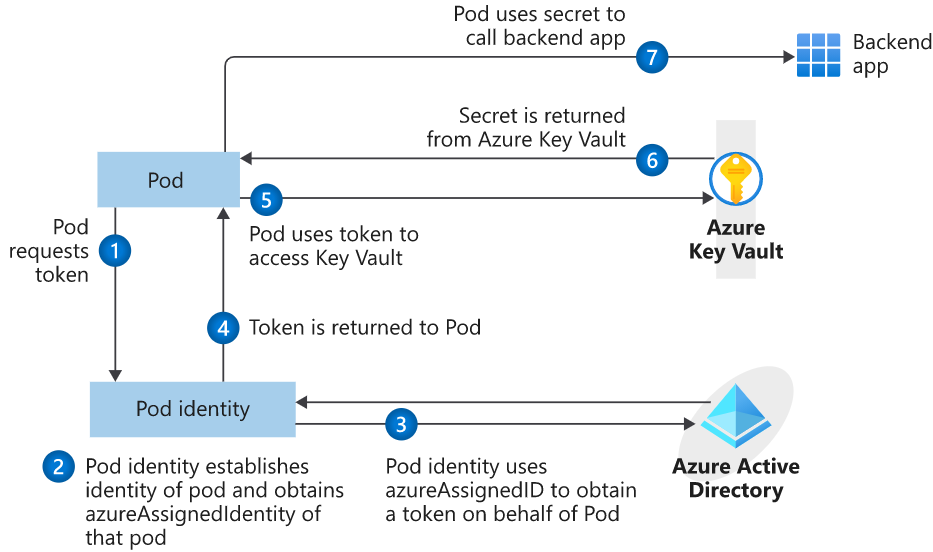 Pod uses secret to
call backend app
7
Backend
app
Secret is returned
from Azure Key Vault
6
Pod
5
Azure
Key Vault
Pod
requests
token
1
Pod uses token to
access Key Vault
4
Token is returned to Pod
Pod identity
3
2
Pod identity establishes
identity of pod and obtains
azureAssignedIdentity of
that pod
Pod identity uses
azureAssignedID to obtain
a token on behalf of Pod
Azure Active
Directory